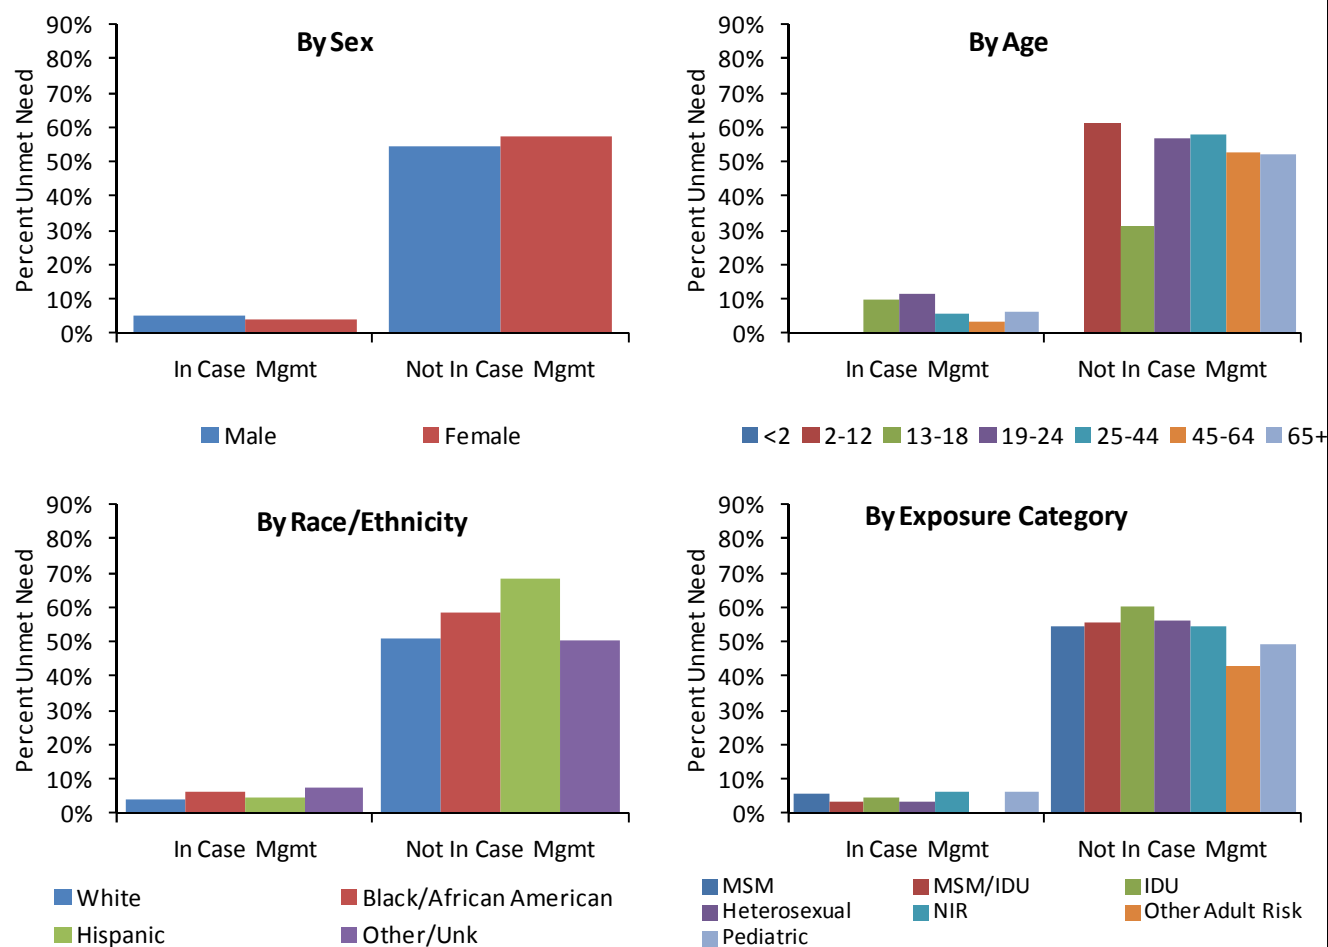 By Sex
Percent Unmet Need
90%
80%
70%
60%
50%
40%
30%
20%
10%
0%
In Case Mgmt
Not In Case Mgmt
Male
Female
By Age
Percent Unmet Need
90%
80%
70%
60%
50%
40%
30%
20%
10%
0%
In Case Mgmt
Not In Case Mgmt
<2 2-12 13-18 19-24 25-44 45-64 65+
By Race/Ethnicity
Percent Unmet Need
90%
80%
70%
60%
50%
40%
30%
20%
10%
0%
In Case Mgmt
Not In Case Mgmt
White
Black/African American
Hispanic
Other/Unk
By Exposure Category
Percent Unmet Need
90%
80%
70%
60%
50%
40%
30%
20%
10%
0%
In Case Mgmt
Not In Case Mgmt
MSM
MSM/IDU
IDU
Heterosexual
NIR
Other Adult Risk
Pediatric